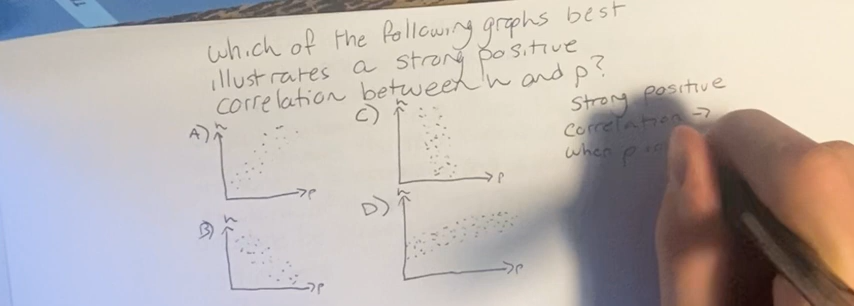 which of the following graphs best
illustrates a strong positive
correlation between h and p?
strong positive
correlation →
when p
A) h
p
B) h
p
C) h
p
D) h
p